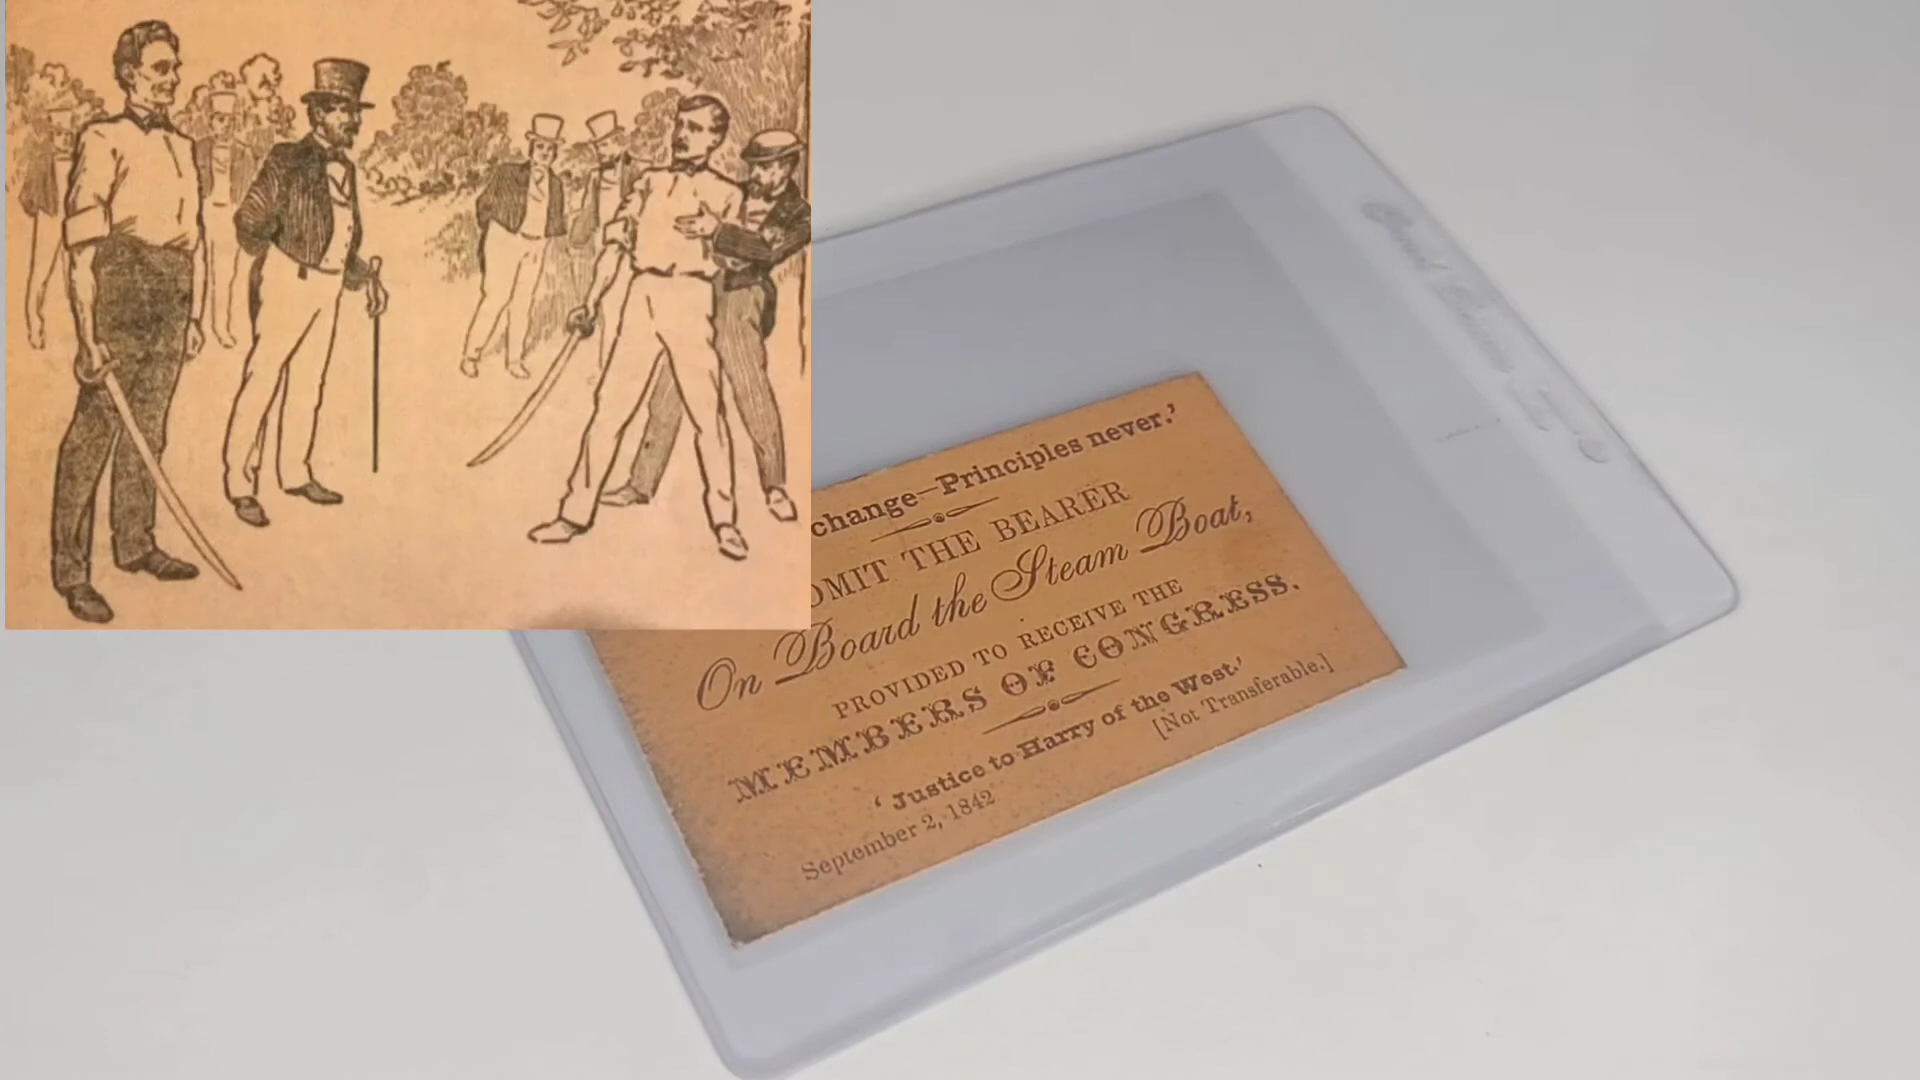 change—Principles never.'
DMIT THE BEARER
On Board the Steam Boat,
PROVIDED TO RECEIVE THE
MEMBERS OF CONGRESS.
'Justice to Harry of the West.'
[Not Transferable.]
September 2, 1842